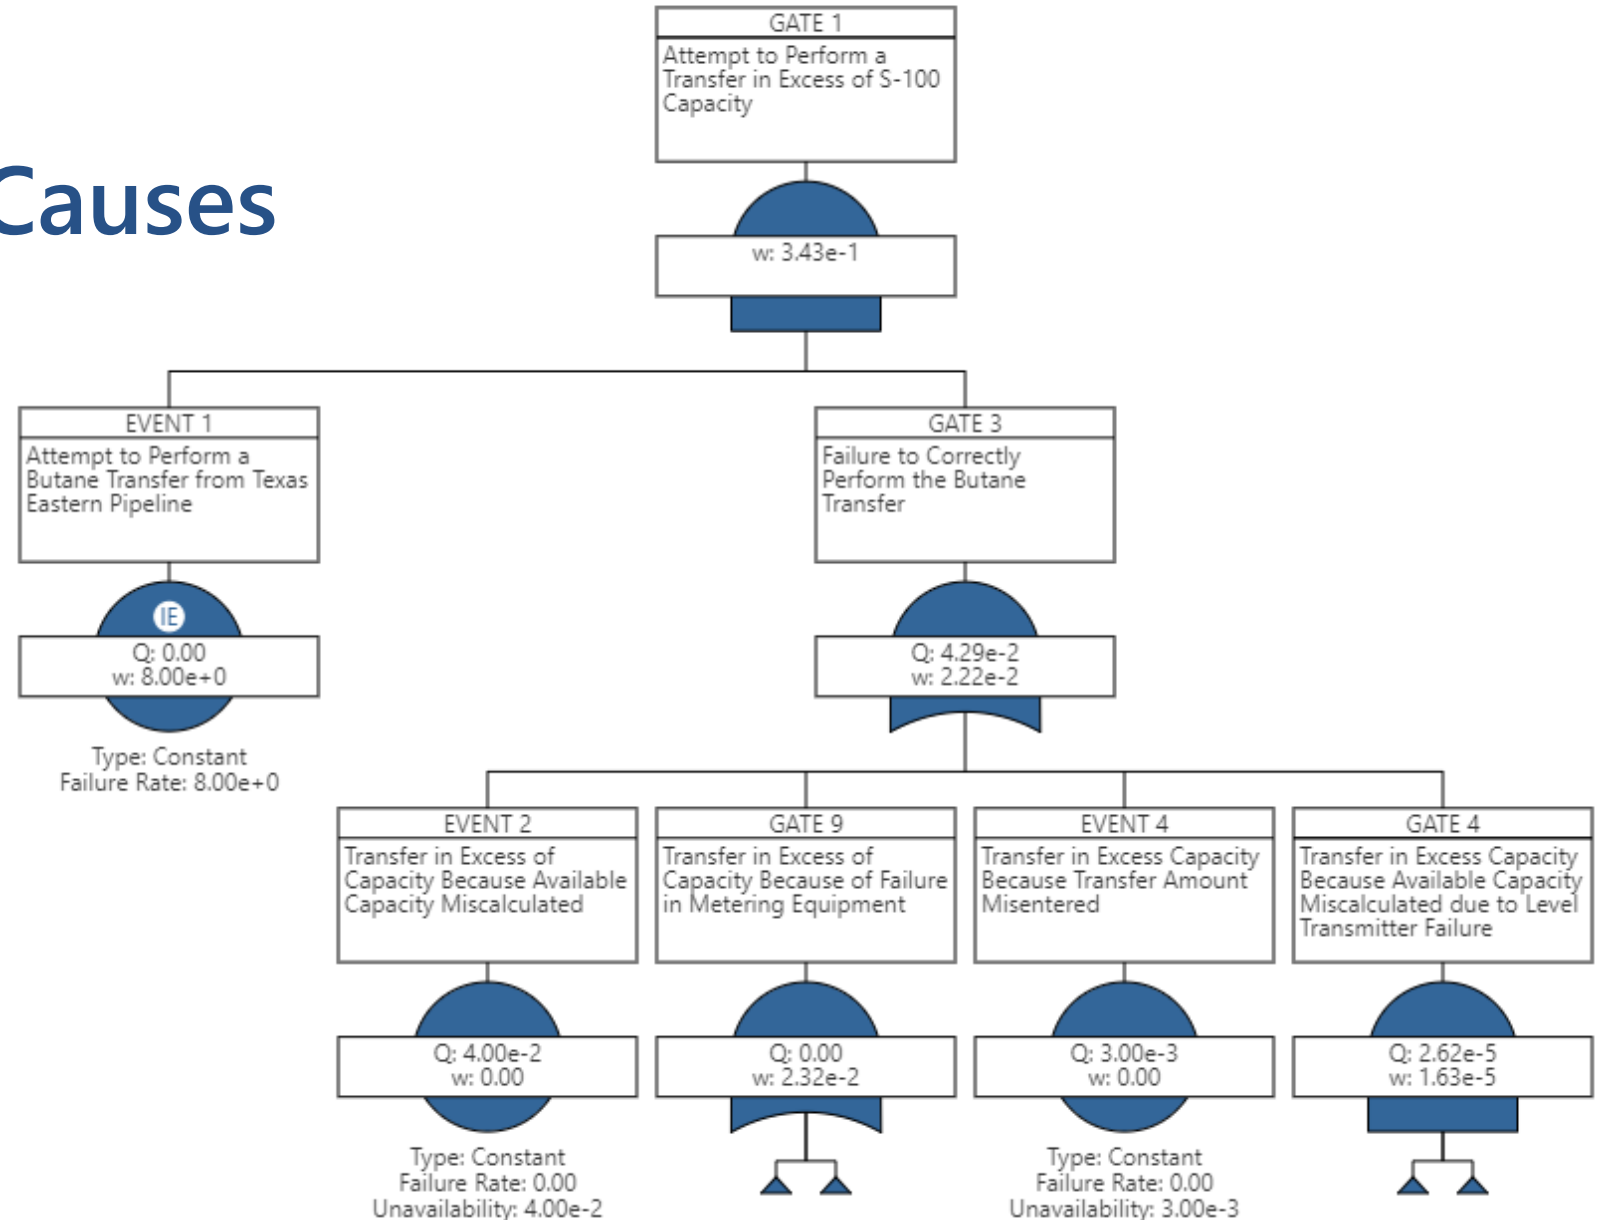 GATE 1
Attempt to Perform a
Transfer in Excess of S-100
Capacity
Causes
w: 3.43e-1
EVENT 1
Attempt to Perform a
Butane Transfer from Texas
Eastern Pipeline
IE
Q: 0.00
w: 8.00e+0
Type: Constant
Failure Rate: 8.00e+0
GATE 3
Failure to Correctly
Perform the Butane
Transfer
Q: 4.29e-2
w: 2.22e-2
EVENT 2
Transfer in Excess of
Capacity Because Available
Capacity Miscalculated
Q: 4.00e-2
w: 0.00
Type: Constant
Failure Rate: 0.00
Unavailability: 4.00e-2
GATE 9
Transfer in Excess of
Capacity Because of Failure
in Metering Equipment
Q: 0.00
w: 2.32e-2
EVENT 4
Transfer in Excess Capacity
Because Transfer Amount
Misentered
Q: 3.00e-3
w: 0.00
Type: Constant
Failure Rate: 0.00
Unavailability: 3.00e-3
GATE 4
Transfer in Excess Capacity
Because Available Capacity
Miscalculated due to Level
Transmitter Failure
Q: 2.62e-5
w: 1.63e-5